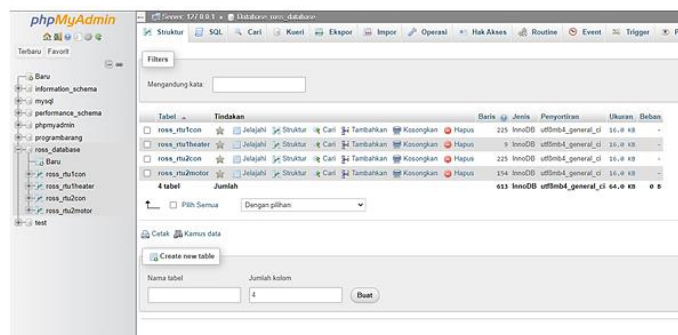 phpMyAdmin
Terbaru Favorit
Baru
information_schema
mysql
performance_schema
phpmyadmin
programbarang
ross_database
Baru
ross_rtu1con
ross_rtu1heater
ross_rtu2con
ross_rtu2motor
test
Server: 127.0.0.1 » Database: ross_database
Struktur SQL Cari Kueri Ekspor Impor Operasi Hak Akses Routine Event Trigger
Filters
Mengandung kata:
Tabel Tindakan Baris Jenis Penyortiran Ukuran Beban
ross_rtu1con Jelajahi Struktur Cari Tambahkan Kosongkan Hapus 225 InnoDB utf8mb4_general_ci 16.0 KB -
ross_rtu1heater Jelajahi Struktur Cari Tambahkan Kosongkan Hapus 9 InnoDB utf8mb4_general_ci 16.0 KB -
ross_rtu2con Jelajahi Struktur Cari Tambahkan Kosongkan Hapus 225 InnoDB utf8mb4_general_ci 16.0 KB -
ross_rtu2motor Jelajahi Struktur Cari Tambahkan Kosongkan Hapus 154 InnoDB utf8mb4_general_ci 16.0 KB -
4 tabel Jumlah 613 InnoDB utf8mb4_general_ci 64.0 KB 0 B
Pilih Semua Dengan pilihan:
Cetak Kamus data
Create new table
Nama tabel Jumlah kolom
4 Buat